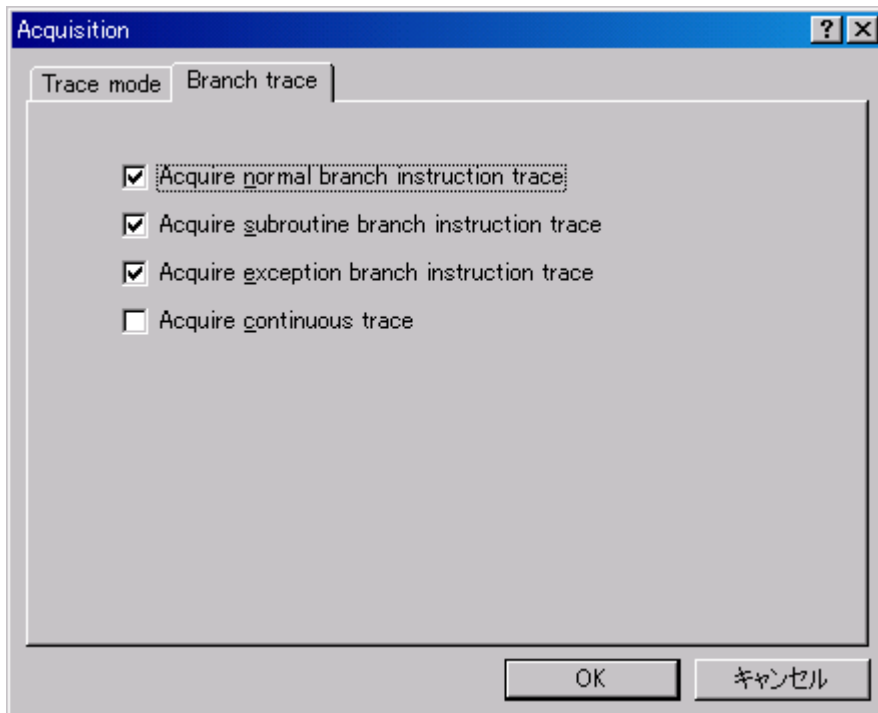 Acquisition
Trace mode Branch trace
Acquire normal branch instruction trace
Acquire subroutine branch instruction trace
Acquire exception branch instruction trace
Acquire continuous trace
OK キャンセル